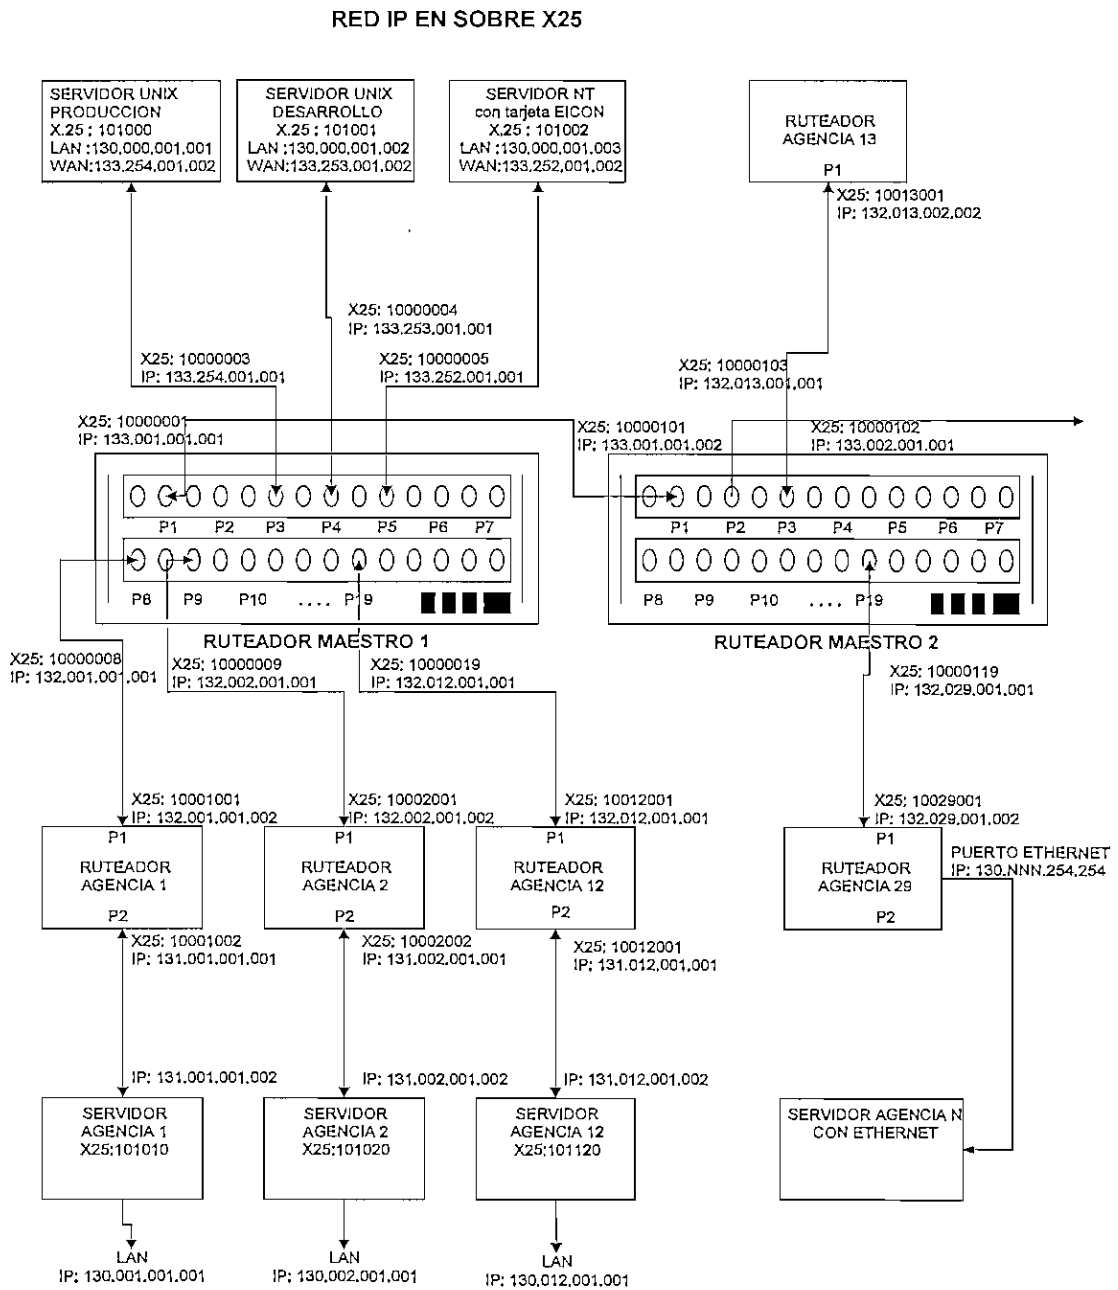 RED IP EN SOBRE X25
SERVIDOR UNIX
PRODUCCION
X.25 : 101000
LAN :130,000,001,001
WAN:133,254,001,002
SERVIDOR UNIX
DESARROLLO
X.25 : 101001
LAN :130,000,001,002
WAN:133,253,001,002
SERVIDOR NT
con tarjeta EICON
X.25 : 101002
LAN :130,000,001,003
WAN:133,252,001,002
RUTEADOR
AGENCIA 13
P1
X25: 10013001
IP: 132,013,002,002
X25: 10000004
IP: 133,253,001,001
X25: 10000003
IP: 133,254,001,001
X25: 10000005
IP: 133,252,001,001
X25: 10000103
IP: 132,013,001,001
X25: 10000001
IP: 133,001,001,001
X25: 10000101
IP: 133,001,001,002
X25: 10000102
IP: 133,002,001,001
P1 P2 P3 P4 P5 P6 P7
P8 P9 P10 .... P19
RUTEADOR MAESTRO 1
P1 P2 P3 P4 P5 P6 P7
P8 P9 P10 .... P19
RUTEADOR MAESTRO 2
X25: 10000008
IP: 132,001,001,001
X25: 10000009
IP: 132,002,001,001
X25: 10000019
IP: 132,012,001,001
X25: 10000119
IP: 132,029,001,001
X25: 10001001
IP: 132,001,001,002
X25: 10002001
IP: 132,002,001,002
X25: 10012001
IP: 132,012,001,001
X25: 10029001
IP: 132,029,001,002
P1
RUTEADOR
AGENCIA 1
P2
P1
RUTEADOR
AGENCIA 2
P2
P1
RUTEADOR
AGENCIA 12
P2
P1
RUTEADOR
AGENCIA 29
P2
PUERTO ETHERNET
IP: 130.NNN.254,254
X25: 10001002
IP: 131,001,001,001
X25: 10002002
IP: 131,002,001,001
X25: 10012001
IP: 131,012,001,001
IP: 131,001,001,002
IP: 131,002,001,002
IP: 131,012,001,002
SERVIDOR
AGENCIA 1
X25:101010
SERVIDOR
AGENCIA 2
X25:101020
SERVIDOR
AGENCIA 12
X25:101120
SERVIDOR AGENCIA N
CON ETHERNET
LAN
IP: 130,001,001,001
LAN
IP: 130,002,001,001
LAN
IP: 130,012,001,001